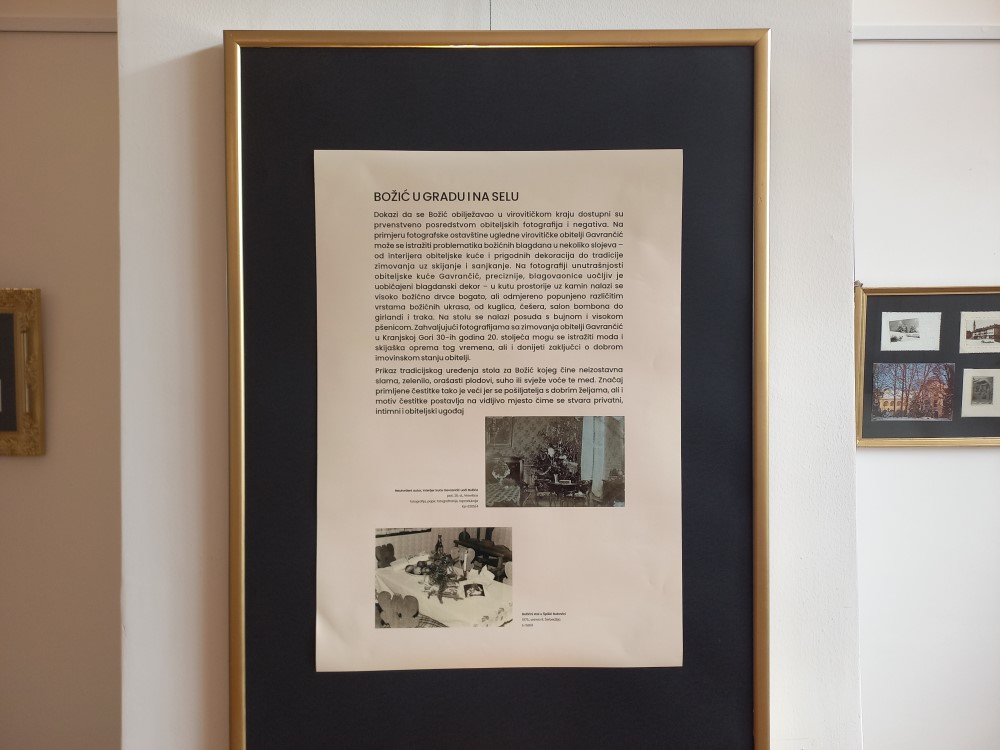 BOŽIĆ U GRADU I NA SELU
Dokazi da se Božić obilježavao u virovitičkom kraju dostupni su
prvenstveno posredstvom obiteljskih fotografija i negativa. Na
primjeru fotografske ostavštine ugledne virovitičke obitelji Gavrančić
može se istražiti problematika božićnih blagdana u nekoliko slojeva –
od interijera obiteljske kuće i prigodnih dekoracija do tradicije
zimovanja uz skijanje i sanjkanje. Na fotografiji unutrašnjosti
obiteljske kuće Gavrančić, preciznije, blagovaonice uočljiv je
uobičajeni blagdanski dekor – u kutu prostorije uz kamin nalazi se
visoko božićno drvce bogato, ali odmjereno popunjeno različitim
vrstama božićnih ukrasa, od kuglica, češera, salon bombona do
girlandi i traka. Na stolu se nalazi posuda s bujnom i visokom
pšenicom. Zahvaljujući fotografijama sa zimovanja obitelji Gavrančić
u Kranjskoj Gori 30-ih godina 20. stoljeća mogu se istražiti moda i
skijaška oprema tog vremena, ali i donijeti zaključci o dobrom
imovinskom stanju obitelji.
Prikaz tradicijskog uređenja stola za Božić kojeg čine neizostavna
slama, zelenilo, orašasti plodovi, suho ili svježe voće te med. Značaj
primljene čestitke tako je veći jer se pošiljatelja s dobrim željama, ali i
motiv čestitke postavlja na vidljivo mjesto čime se stvara privatni,
intimni i obiteljski ugođaj